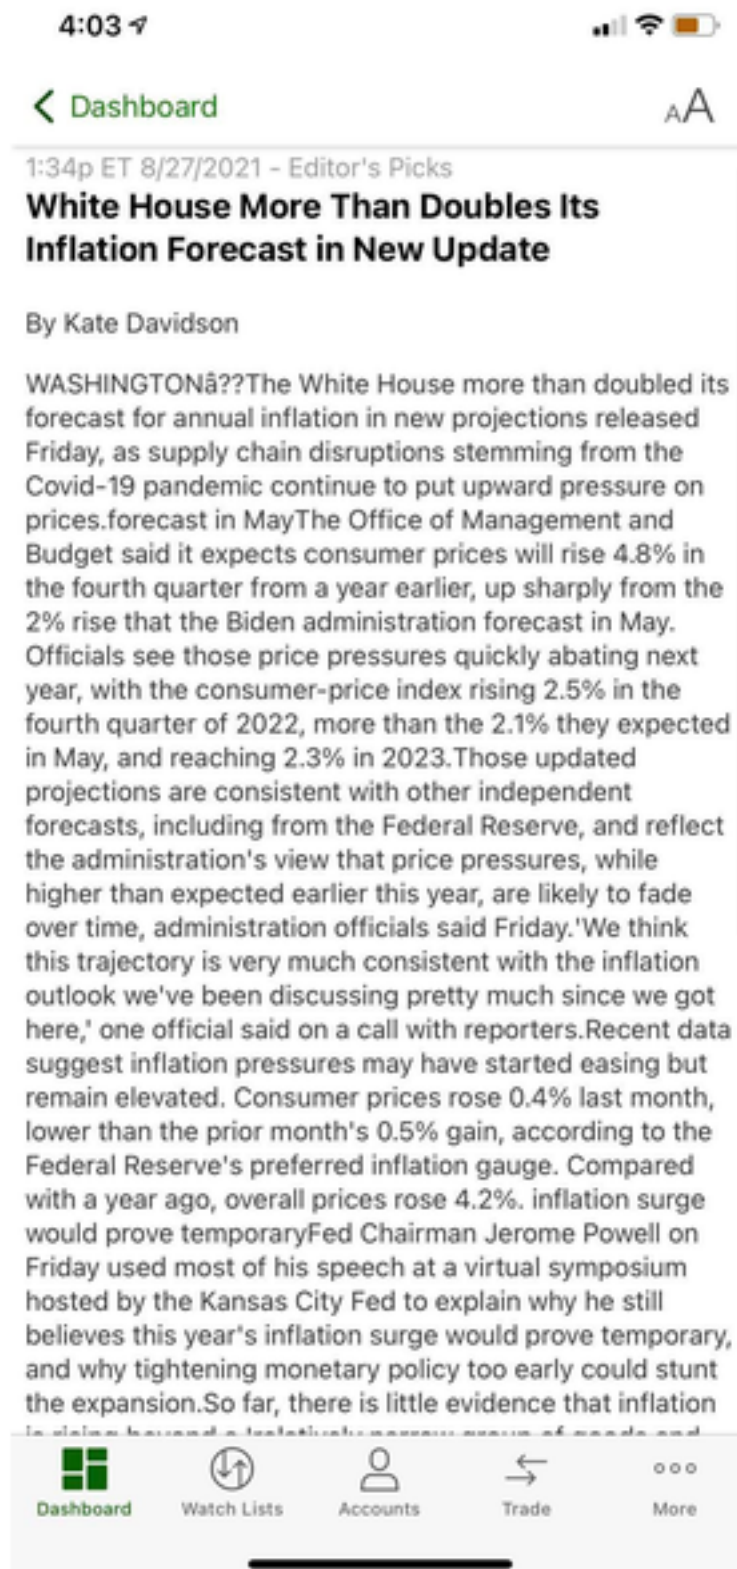 4:03
Dashboard
AA
1:34p ET 8/27/2021 - Editor's Picks
White House More Than Doubles Its
Inflation Forecast in New Update
By Kate Davidson
WASHINGTONâ??The White House more than doubled its
forecast for annual inflation in new projections released
Friday, as supply chain disruptions stemming from the
Covid-19 pandemic continue to put upward pressure on
prices.forecast in MayThe Office of Management and
Budget said it expects consumer prices will rise 4.8% in
the fourth quarter from a year earlier, up sharply from the
2% rise that the Biden administration forecast in May.
Officials see those price pressures quickly abating next
year, with the consumer-price index rising 2.5% in the
fourth quarter of 2022, more than the 2.1% they expected
in May, and reaching 2.3% in 2023.Those updated
projections are consistent with other independent
forecasts, including from the Federal Reserve, and reflect
the administration's view that price pressures, while
higher than expected earlier this year, are likely to fade
over time, administration officials said Friday.'We think
this trajectory is very much consistent with the inflation
outlook we've been discussing pretty much since we got
here,' one official said on a call with reporters.Recent data
suggest inflation pressures may have started easing but
remain elevated. Consumer prices rose 0.4% last month,
lower than the prior month's 0.5% gain, according to the
Federal Reserve's preferred inflation gauge. Compared
with a year ago, overall prices rose 4.2%. inflation surge
would prove temporaryFed Chairman Jerome Powell on
Friday used most of his speech at a virtual symposium
hosted by the Kansas City Fed to explain why he still
believes this year's inflation surge would prove temporary,
and why tightening monetary policy too early could stunt
the expansion.So far, there is little evidence that inflation
Dashboard
Watch Lists
Accounts
Trade
More